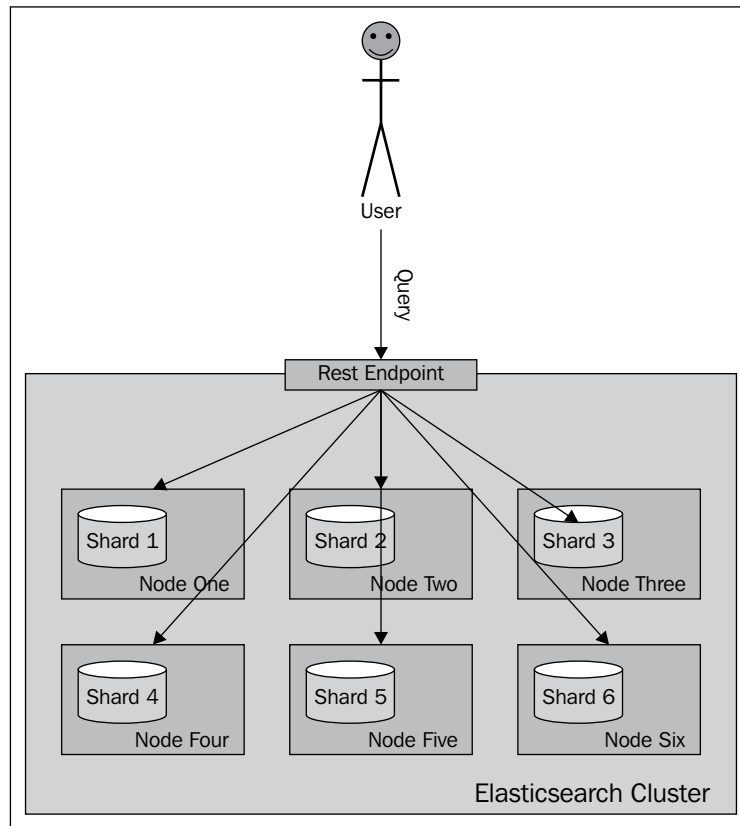 User
Query
Rest Endpoint
Shard 1
Node One
Shard 2
Node Two
Shard 3
Node Three
Shard 4
Node Four
Shard 5
Node Five
Shard 6
Node Six
Elasticsearch Cluster